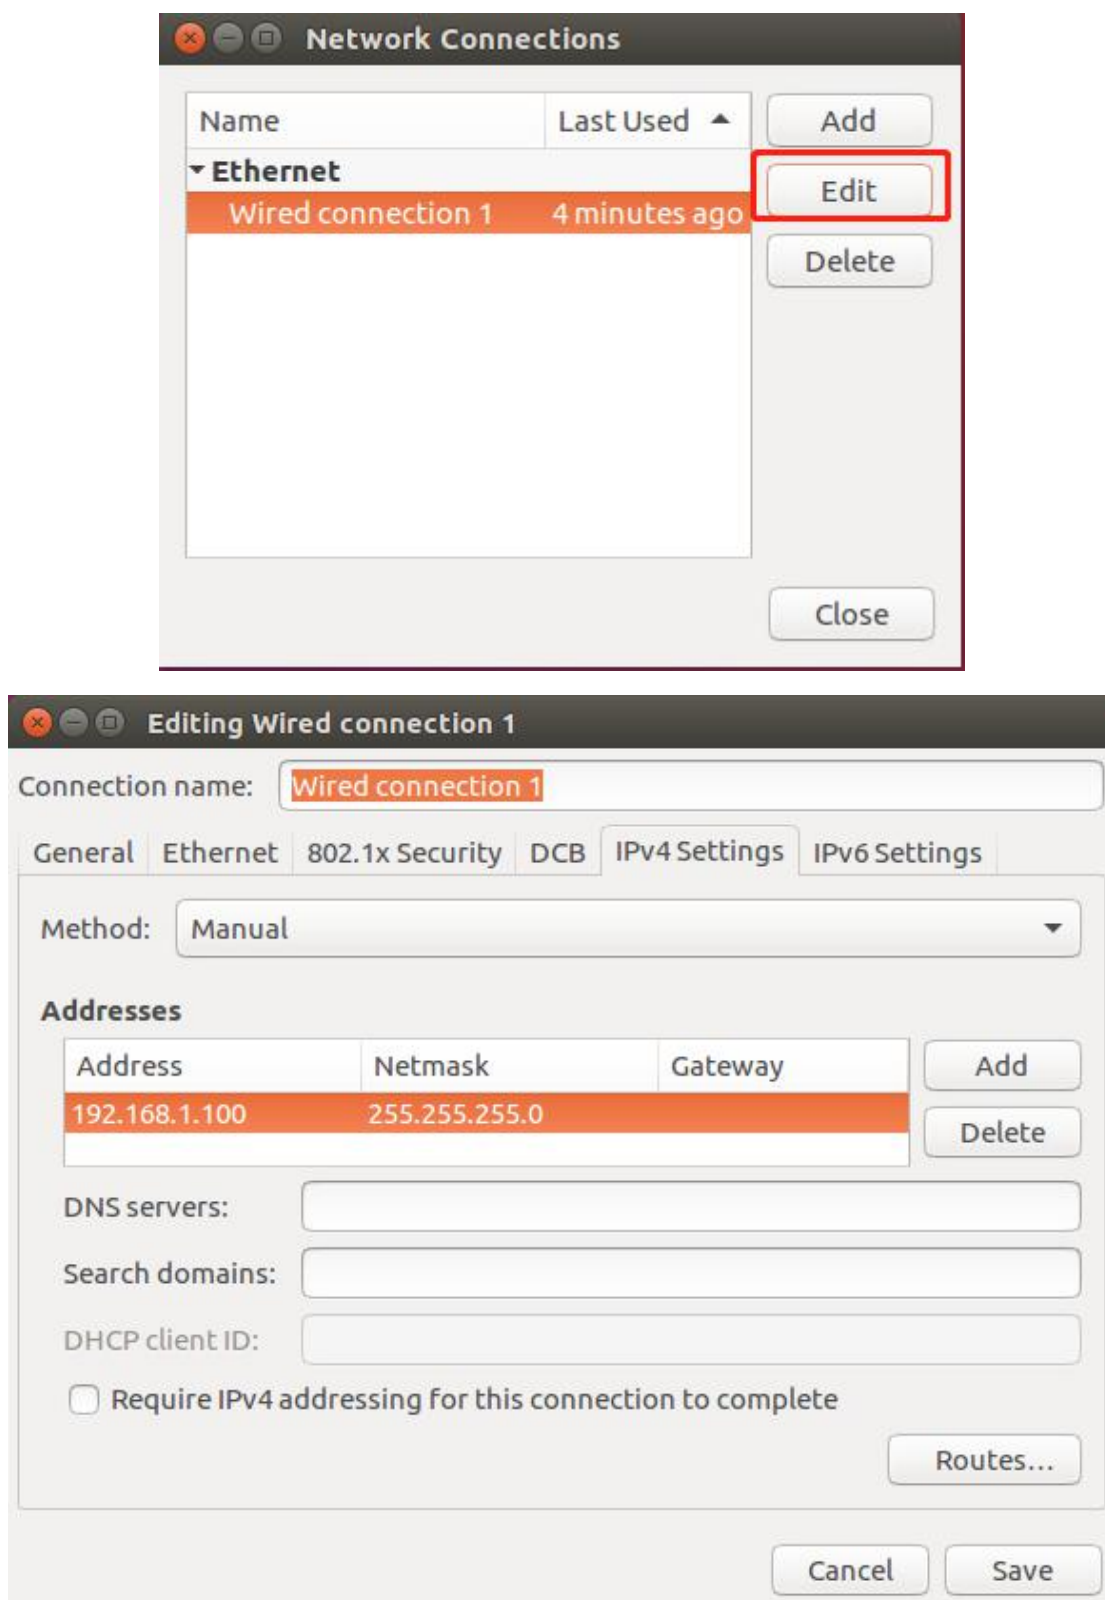 Network Connections
Name Last Used Add
Ethernet
Edit
Wired connection 1 4 minutes ago
Delete
Close
Editing Wired connection 1
Connection name: Wired connection 1
General Ethernet 802.1x Security DCB IPv4 Settings IPv6 Settings
Method: Manual
Addresses
Address Netmask Gateway Add
192.168.1.100 255.255.255.0
Delete
DNS servers:
Search domains:
DHCP client ID:
Require IPv4 addressing for this connection to complete
Routes...
Cancel Save